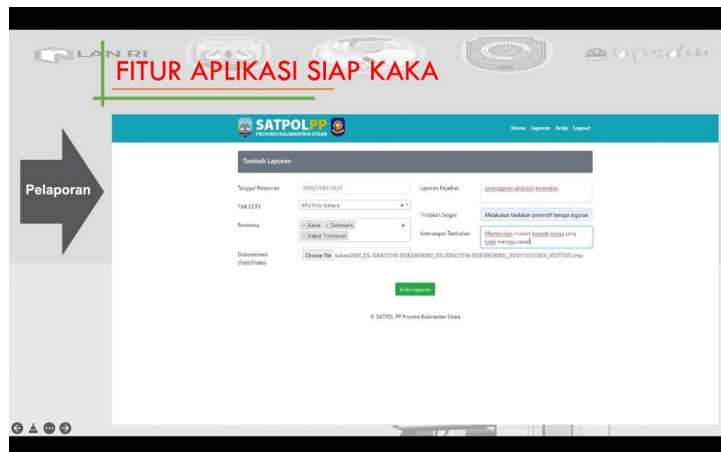 LAN RI
bpsdm
FITUR APLIKASI SIAP KAKA
SATPOLPP
PROVINSI KALIMANTAN UTARA
Home Laporan Arsip Logout
Pelaporan
Tambah Laporan
Tanggal Pelaporan
2020/11/03 20:27
Titik CCTV
KPU Prov Kaltara
Penerima
× Kasat × Sekretaris
× Kabid. Trantibum
Dokumentasi
(Foto/Video)
Choose File
Laporan Kejadian
pelanggaran protokol kesehatan
Tindakan Satgas
Melakukan tindakan preventif berupa teguran
Keterangan Tambahan
Memberikan masker kepada warga yang
tidak menggunakan
Kirim Laporan
© SATPOL PP Provinsi Kalimantan Utara